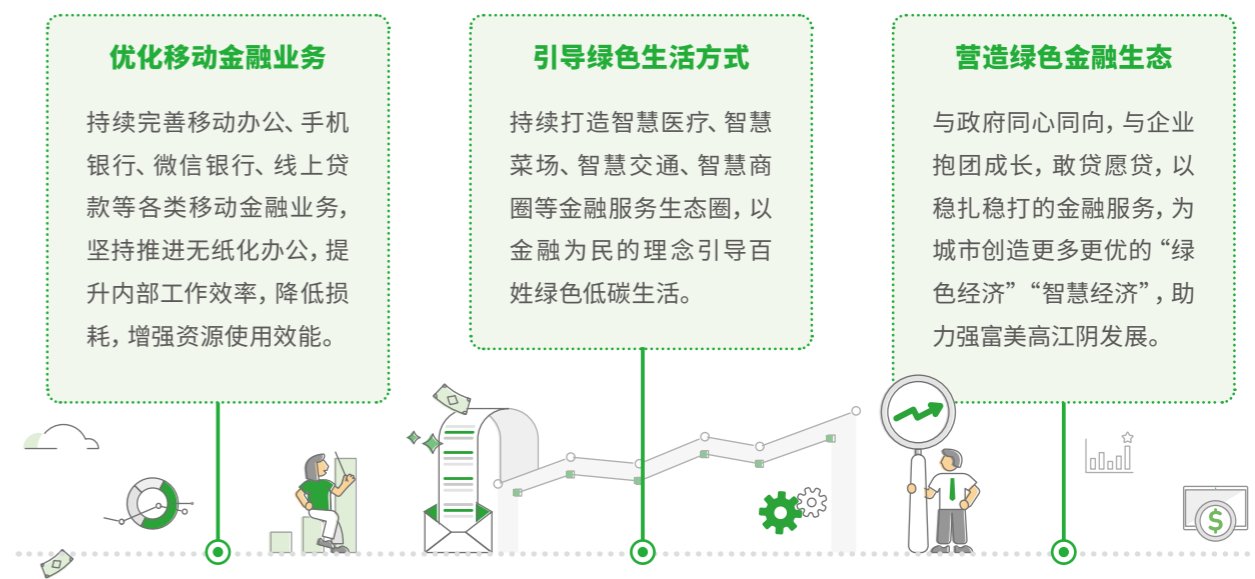 优化移动金融业务
持续完善移动办公、手机
银行、微信银行、线上贷
款等各类移动金融业务，
坚持推进无纸化办公，提
升内部工作效率，降低损
耗，增强资源使用效能。
引导绿色生活方式
持续打造智慧医疗、智慧
菜场、智慧交通、智慧商
圈等金融服务生态圈，以
金融为民的理念引导百
姓绿色低碳生活。
营造绿色金融生态
与政府同心同向，与企业
抱团成长，敢贷愿贷，以
稳扎稳打的金融服务，为
城市创造更多更优的“绿
色经济”“智慧经济”，助
力强富美高江阴发展。
$